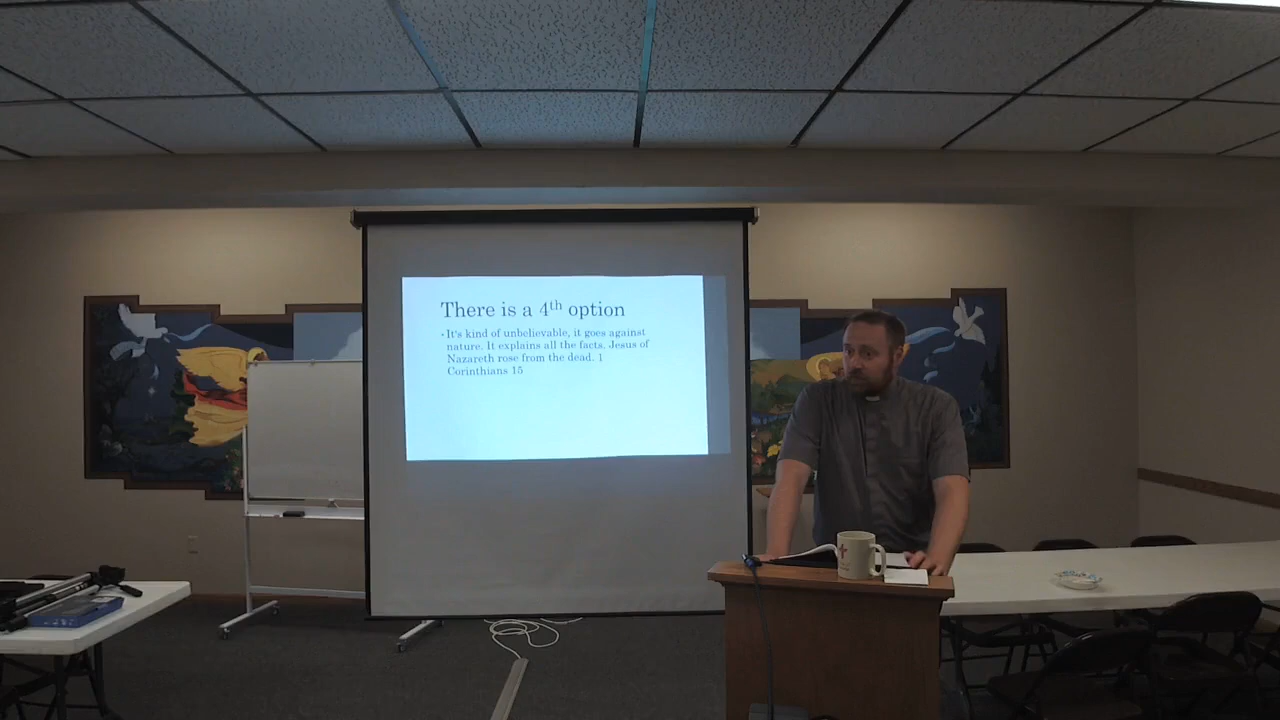 There is a 4th option
• It's kind of unbelievable, it goes against
nature. It explains all the facts. Jesus of
Nazareth rose from the dead. 1
Corinthians 15